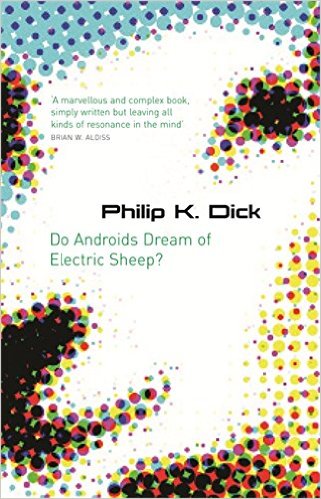 ‘A marvellous and complex book,
simply written but leaving all
kinds of resonance in the mind’
BRIAN W. ALDISS
Philip K. Dick
Do Androids Dream of
Electric Sheep?